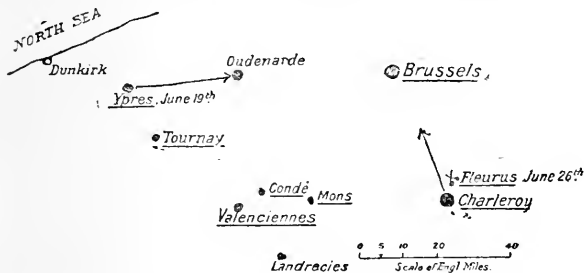 NORTH SEA
Dunkirk
Oudenarde
Brussels
Ypres, June 19th
Tournay
Condé
Mons
Fleurus June 26th
Charleroy
Valenciennes
Landrecies
0 5 10 20 40
Scale of Engl Miles.